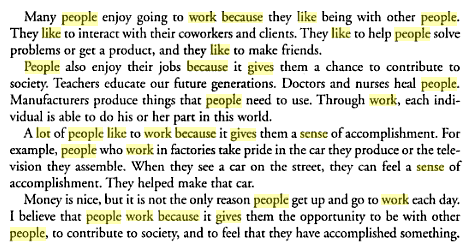 Many people enjoy going to work because they like being with other people.
They like to interact with their coworkers and clients. They like to help people solve
problems or get a product, and they like to make friends.
People also enjoy their jobs because it gives them a chance to contribute to
society. Teachers educate our future generations. Doctors and nurses heal people.
Manufacturers produce things that people need to use. Through work, each indi-
vidual is able to do his or her part in this world.
A lot of people like to work because it gives them a sense of accomplishment. For
example, people who work in factories take pride in the car they produce or the tele-
vision they assemble. When they see a car on the street, they can feel a sense of
accomplishment. They helped make that car.
Money is nice, but it is not the only reason people get up and go to work each day.
I believe that people work because it gives them the opportunity to be with other
people, to contribute to society, and to feel that they have accomplished something.